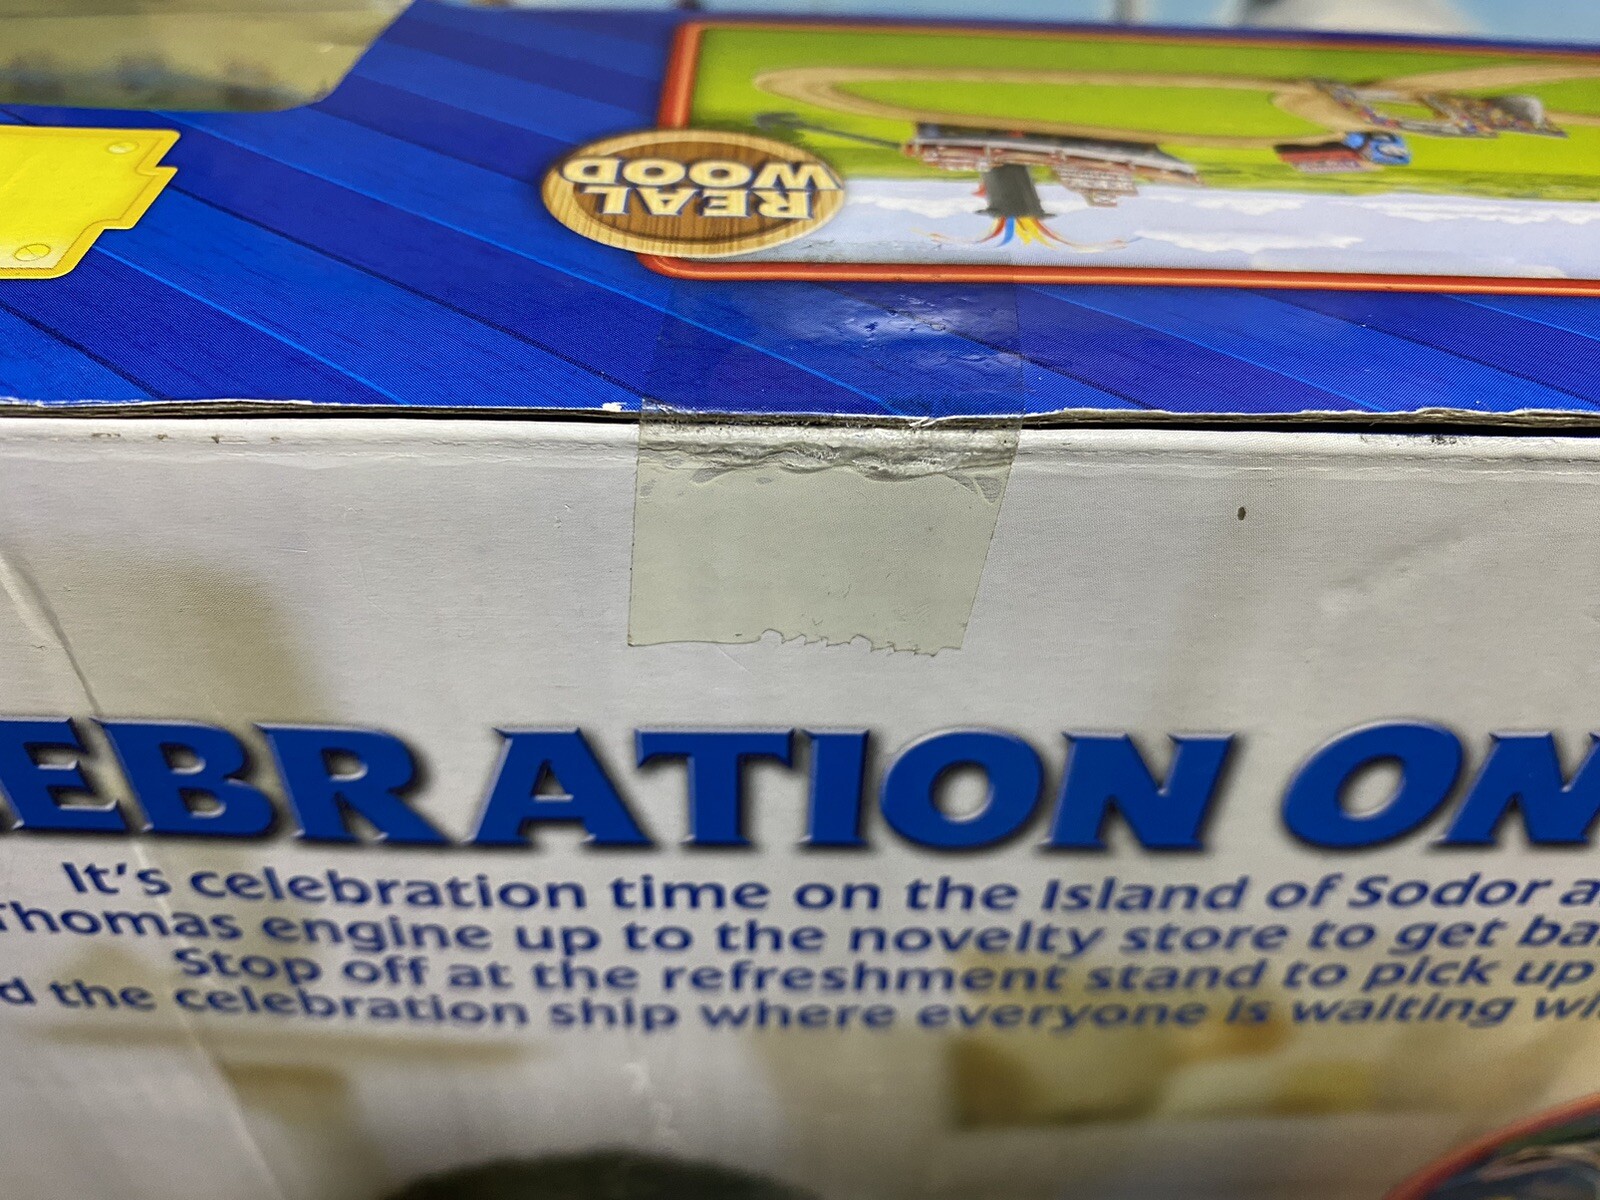 REAL
WOOD
EBRATION ON
It's celebration time on the Island of Sodor
Thomas engine up to the novelty store to get
Stop off at the refreshment stand to pick up
the celebration ship where everyone is waiting